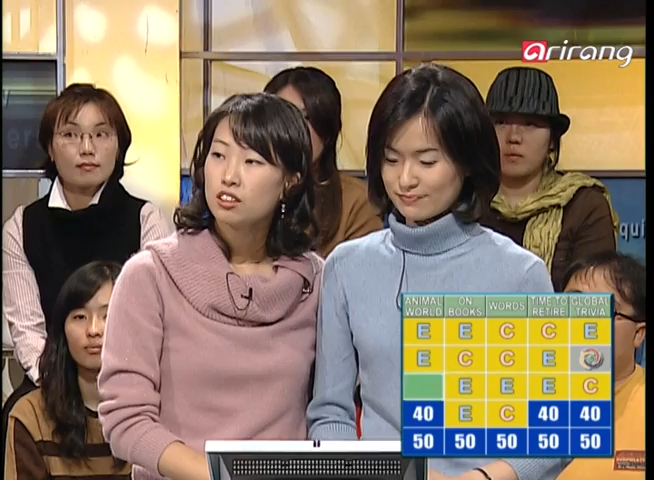 arirang
ANIMAL WORLD ON BOOKS WORDS TIME TO RETIRE GLOBAL TRIVIA
E E C C E
E C C E
E E E C
40 E C 40 40
50 50 50 50 50
qui